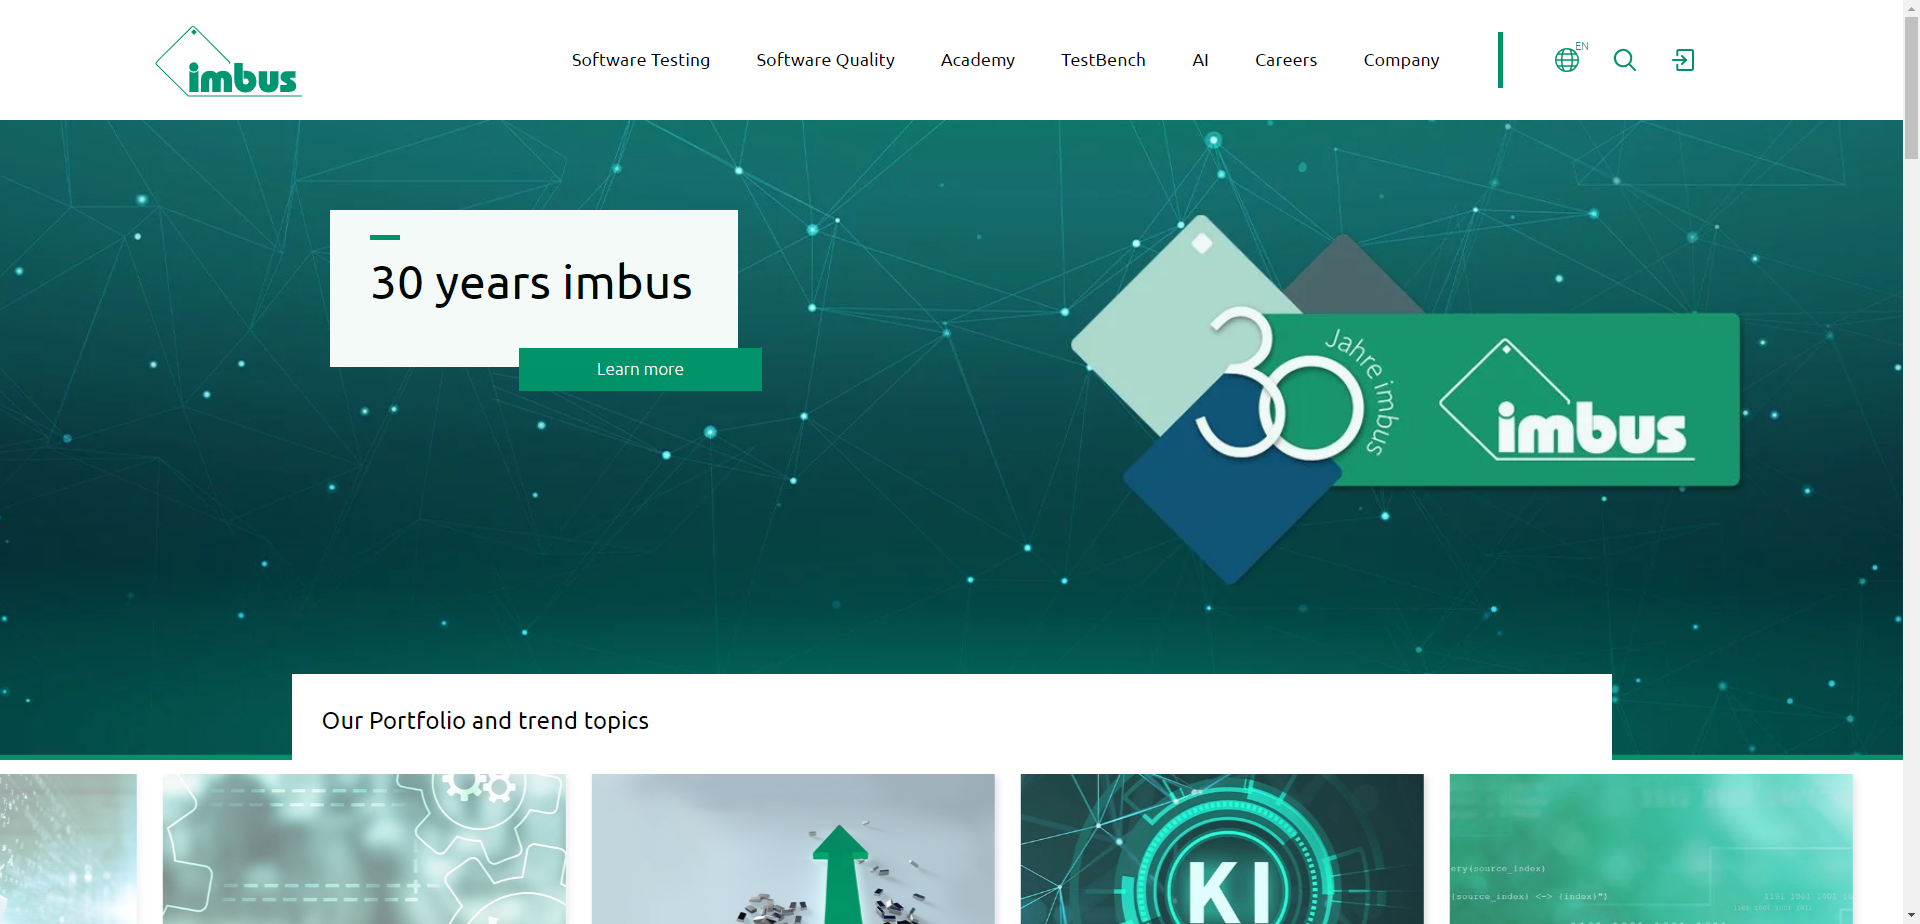 imbus
Software Testing
Software Quality
Academy
TestBench
AI
Careers
Company
EN
30 years imbus
Learn more
30
Jahre imbus
imbus
Our Portfolio and trend topics
KI
ery(source_index)
{source_index} <-> {index}")